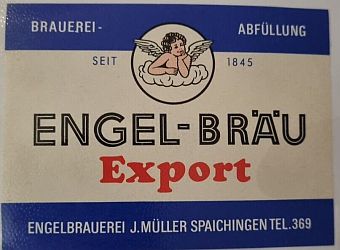 BRAUEREI- ABFÜLLUNG
SEIT 1845
ENGEL-BRÄU
Export
ENGELBRAUEREI J.MÜLLER SPAICHINGEN TEL.369